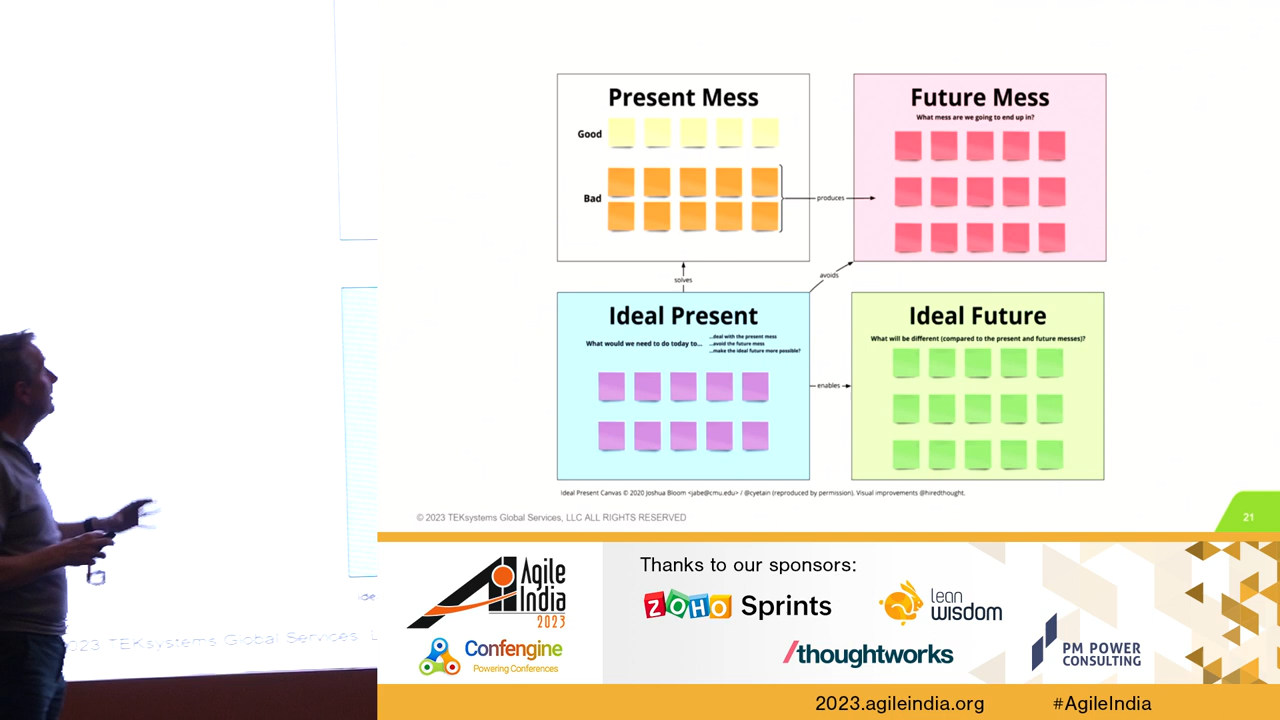 Present Mess
Good
Bad
produces
Future Mess
What mess are we going to end up in?
solves
avoids
Ideal Present
What would we need to do today to...
...deal with the present mess
...avoid the future mess
...make the ideal future more possible?
enables
Ideal Future
What will be different (compared to the present and future messes)?
Ideal Present Canvas © 2020 Joshua Bloom <jabe@cmu.edu> / @cyetain (reproduced by permission), Visual improvements @hiredthought.
© 2023 TEKsystems Global Services, LLC ALL RIGHTS RESERVED
21
Ide
023 TEKsystems Global Services, L
Agile
India
2023
Confengine
Powering Conferences
Thanks to our sponsors:
ZOHO Sprints
lean
wisdom
/thoughtworks
PM POWER
CONSULTING
2023.agileindia.org
#AgileIndia